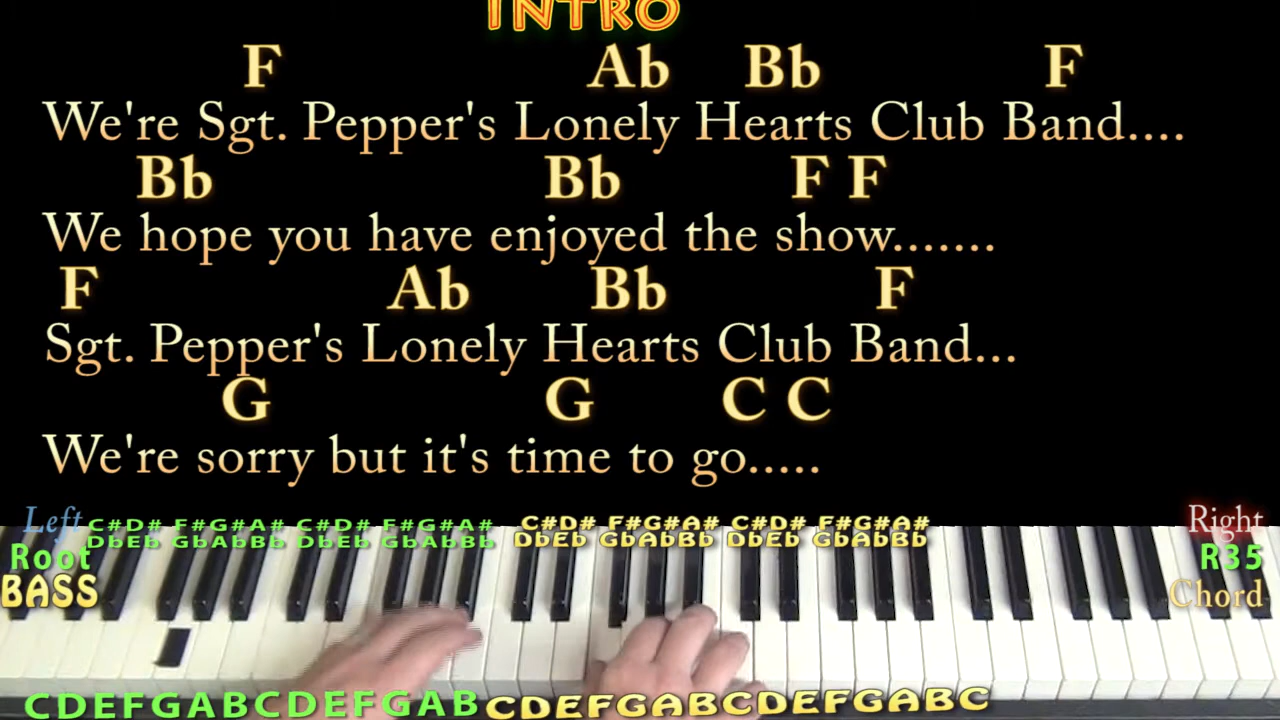 INTRO
F Ab Bb F
We're Sgt. Pepper's Lonely Hearts Club Band....
Bb Bb F F
We hope you have enjoyed the show.......
F Ab Bb F
Sgt. Pepper's Lonely Hearts Club Band...
G G C C
We're sorry but it's time to go.....
Left C#D# F#G#A# C#D# F#G#A# C#D# F#G#A# C#D# F#G#A# Right
DbEb GbAbBb DbEb GbAbBb DbEb GbAbBb DbEb GbAbBb
Root R35
BASS Chord
CDEFGABCDEFGAB CDEFGABCDEFGABC